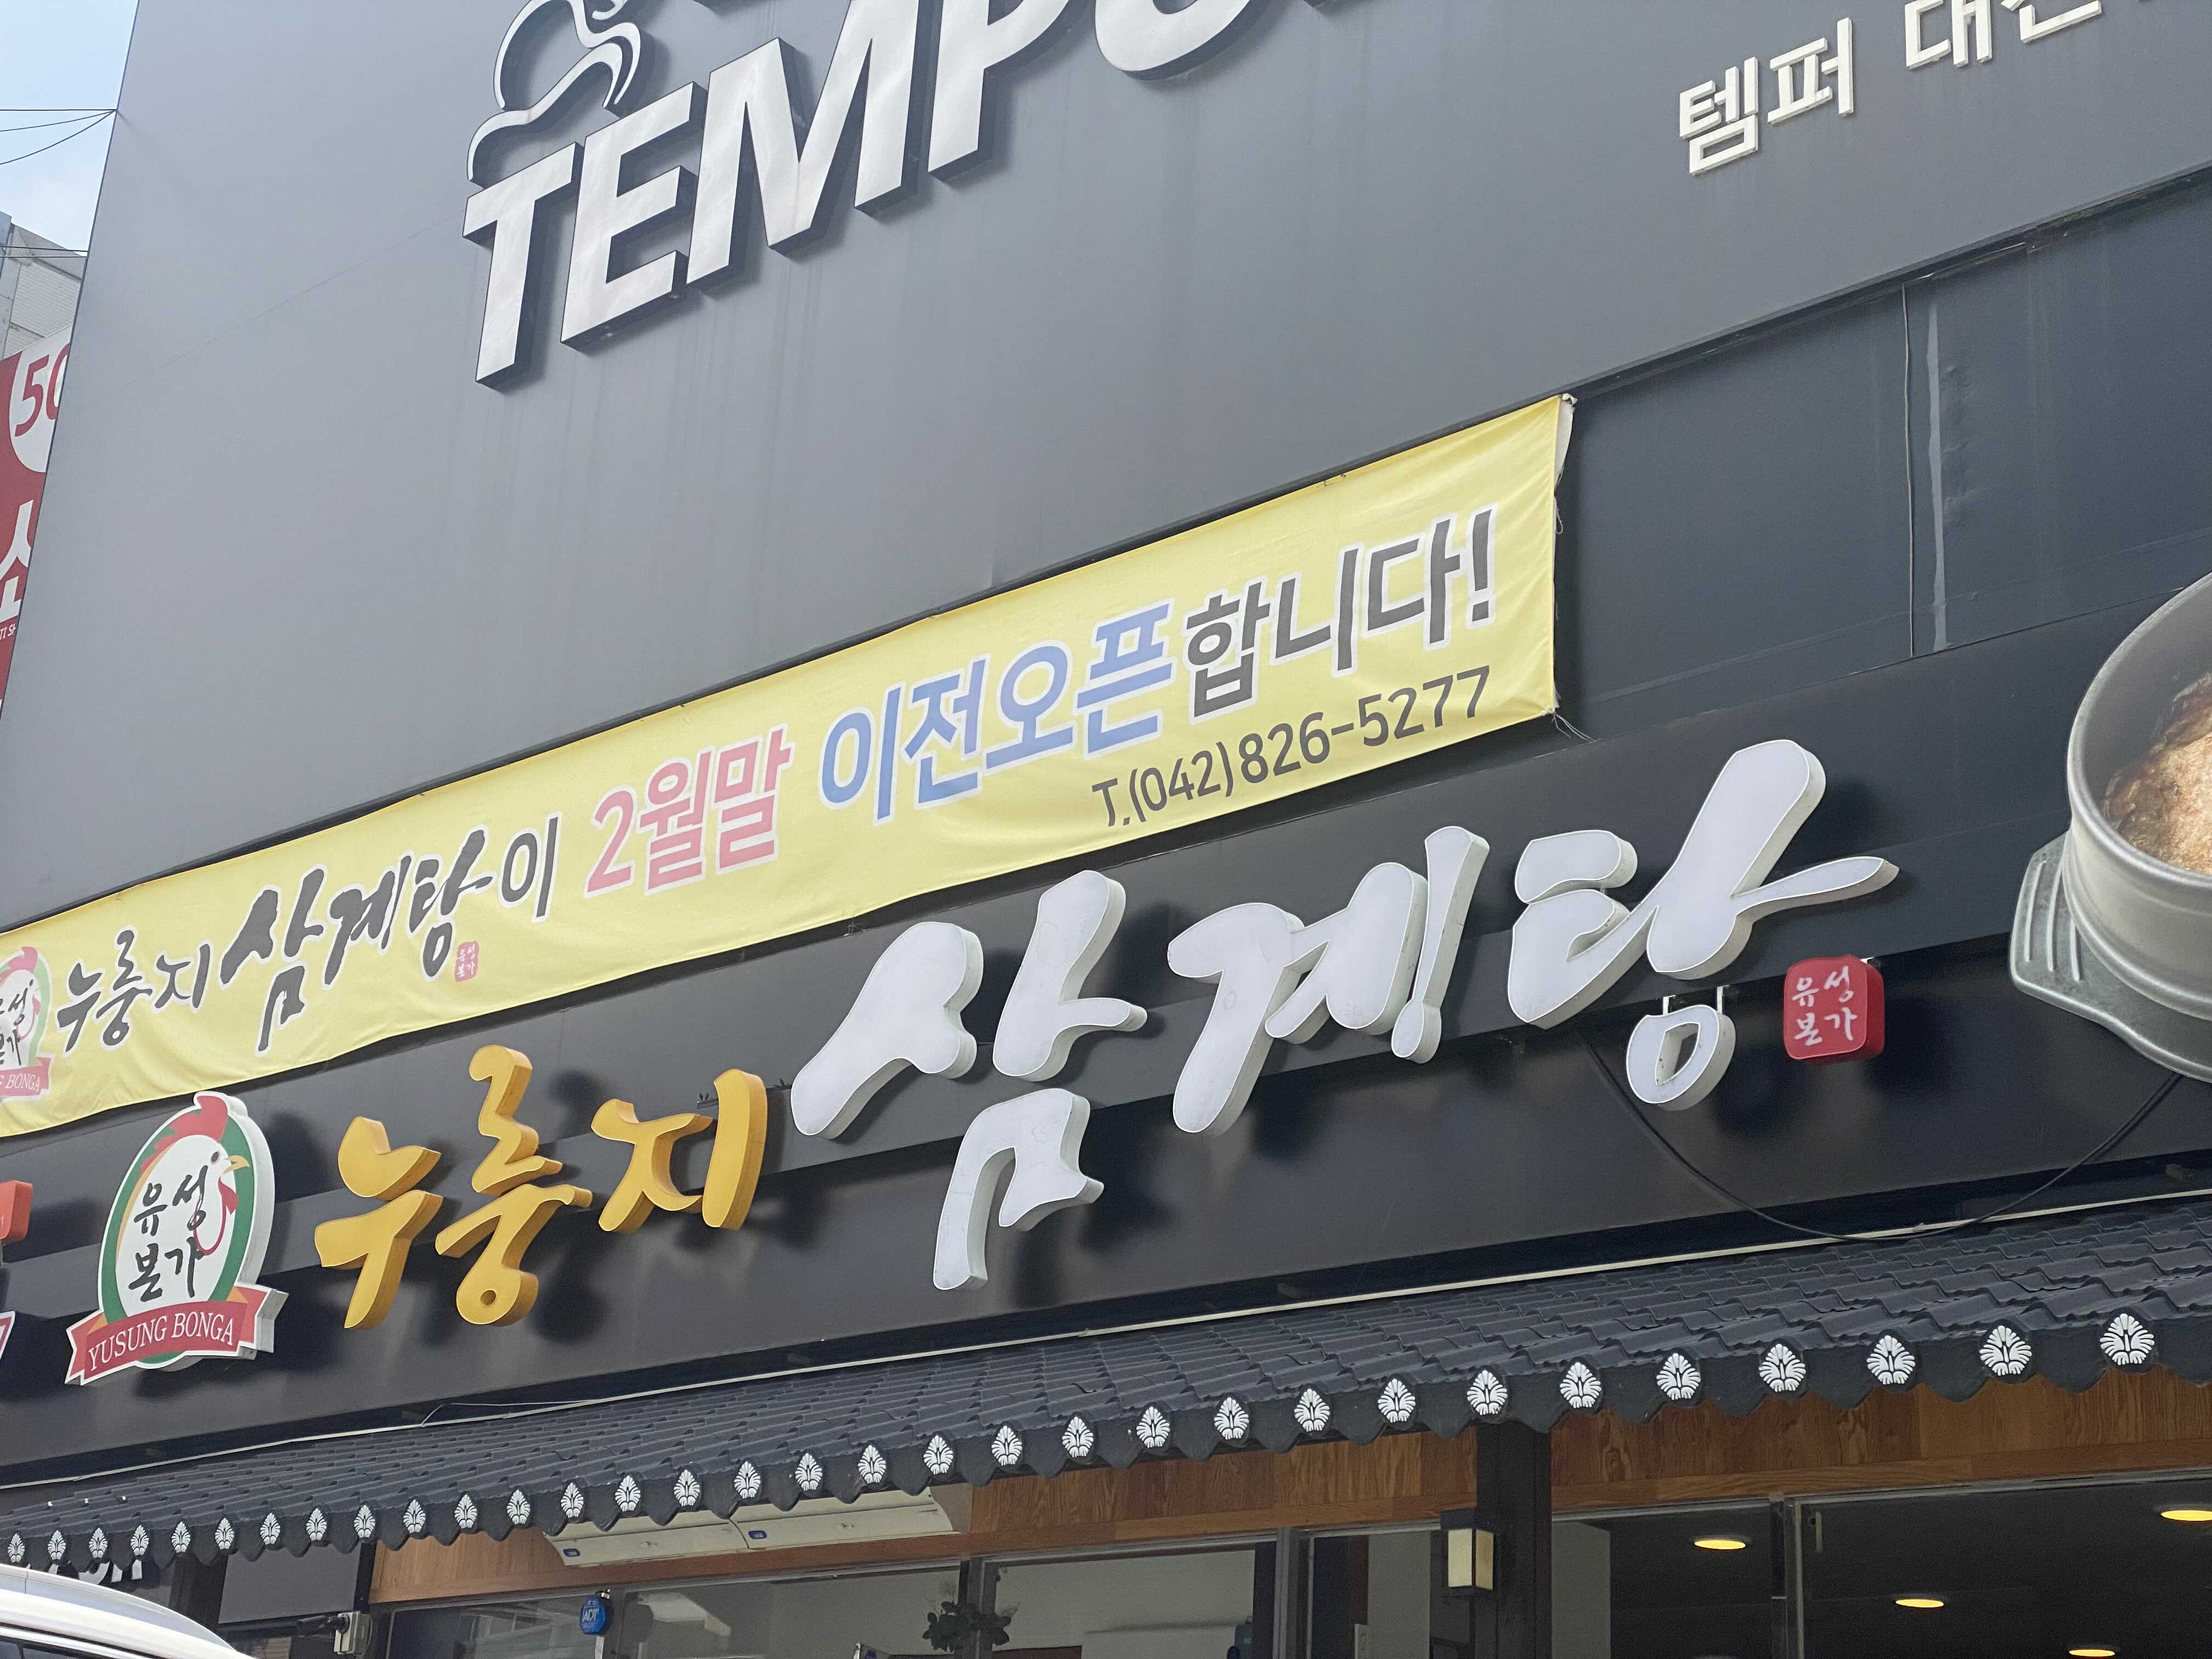 템퍼
누룽지삼계탕이 2월말 이전오픈합니다!
유성
본가
T.(042)826-5277
유성
본가
YUSUNG BONGA
누룽지 삼계탕
유성
본가
ADT